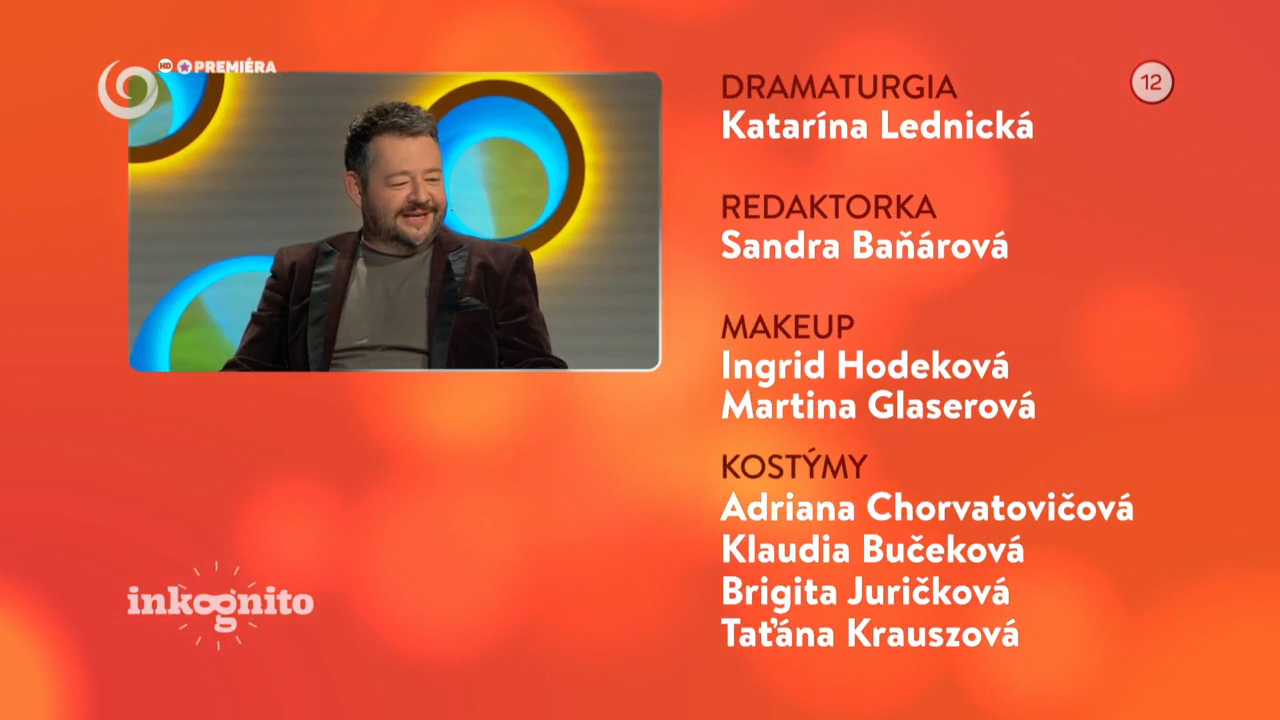 HD PREMIÉRA
12
DRAMATURGIA
Katarína Lednická
REDAKTORKA
Sandra Baňárová
MAKEUP
Ingrid Hodeková
Martina Glaserová
KOSTÝMY
Adriana Chorvatovičová
Klaudia Bučeková
Brigita Juričková
Taťána Krauszová
inkognito